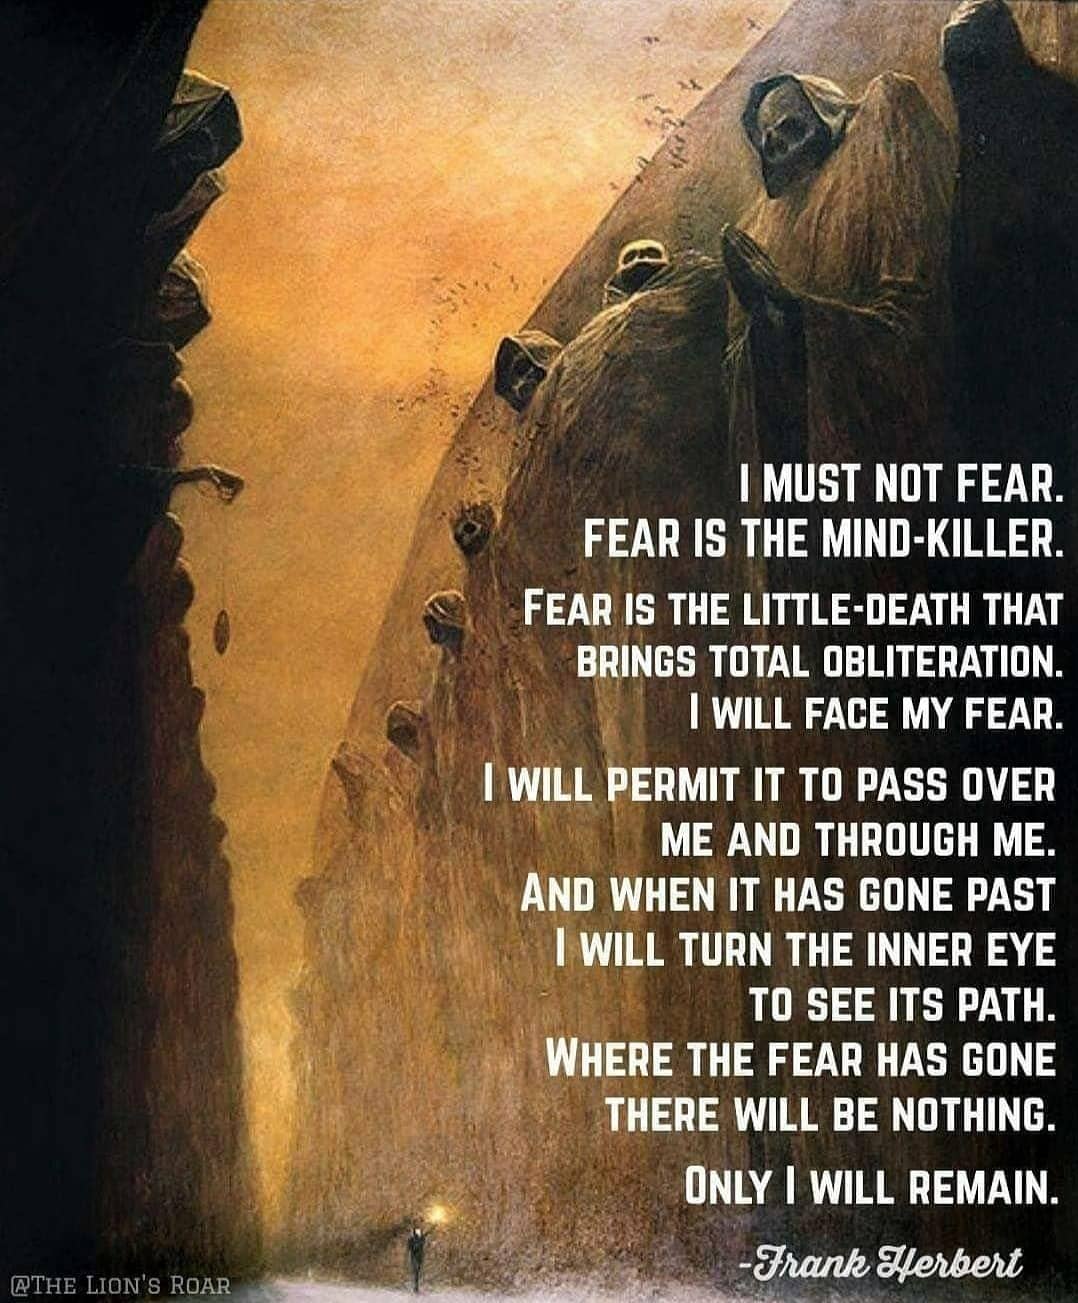 I MUST NOT FEAR.
FEAR IS THE MIND-KILLER.
FEAR IS THE LITTLE-DEATH THAT
BRINGS TOTAL OBLITERATION.
I WILL FACE MY FEAR.
I WILL PERMIT IT TO PASS OVER
ME AND THROUGH ME.
AND WHEN IT HAS GONE PAST
I WILL TURN THE INNER EYE
TO SEE ITS PATH.
WHERE THE FEAR HAS GONE
THERE WILL BE NOTHING.
ONLY I WILL REMAIN.
-Frank Herbert
@THE LION'S ROAR